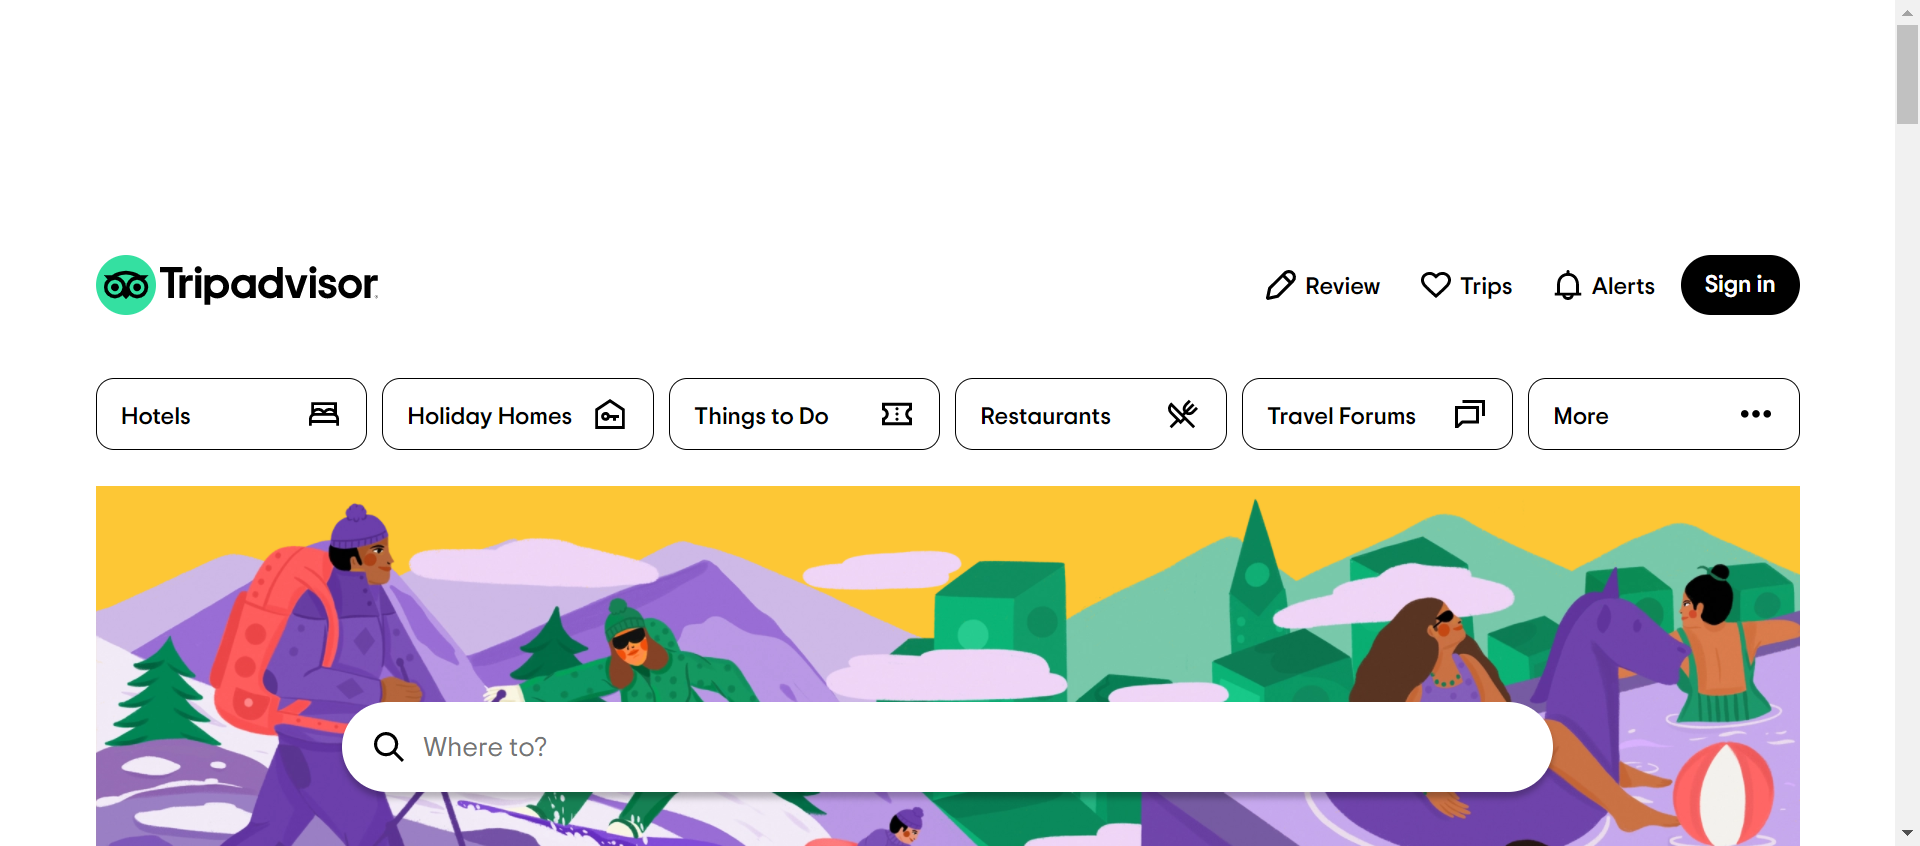 Tripadvisor
Review
Trips
Alerts
Sign in
Hotels
Holiday Homes
Things to Do
Restaurants
Travel Forums
More
Where to?